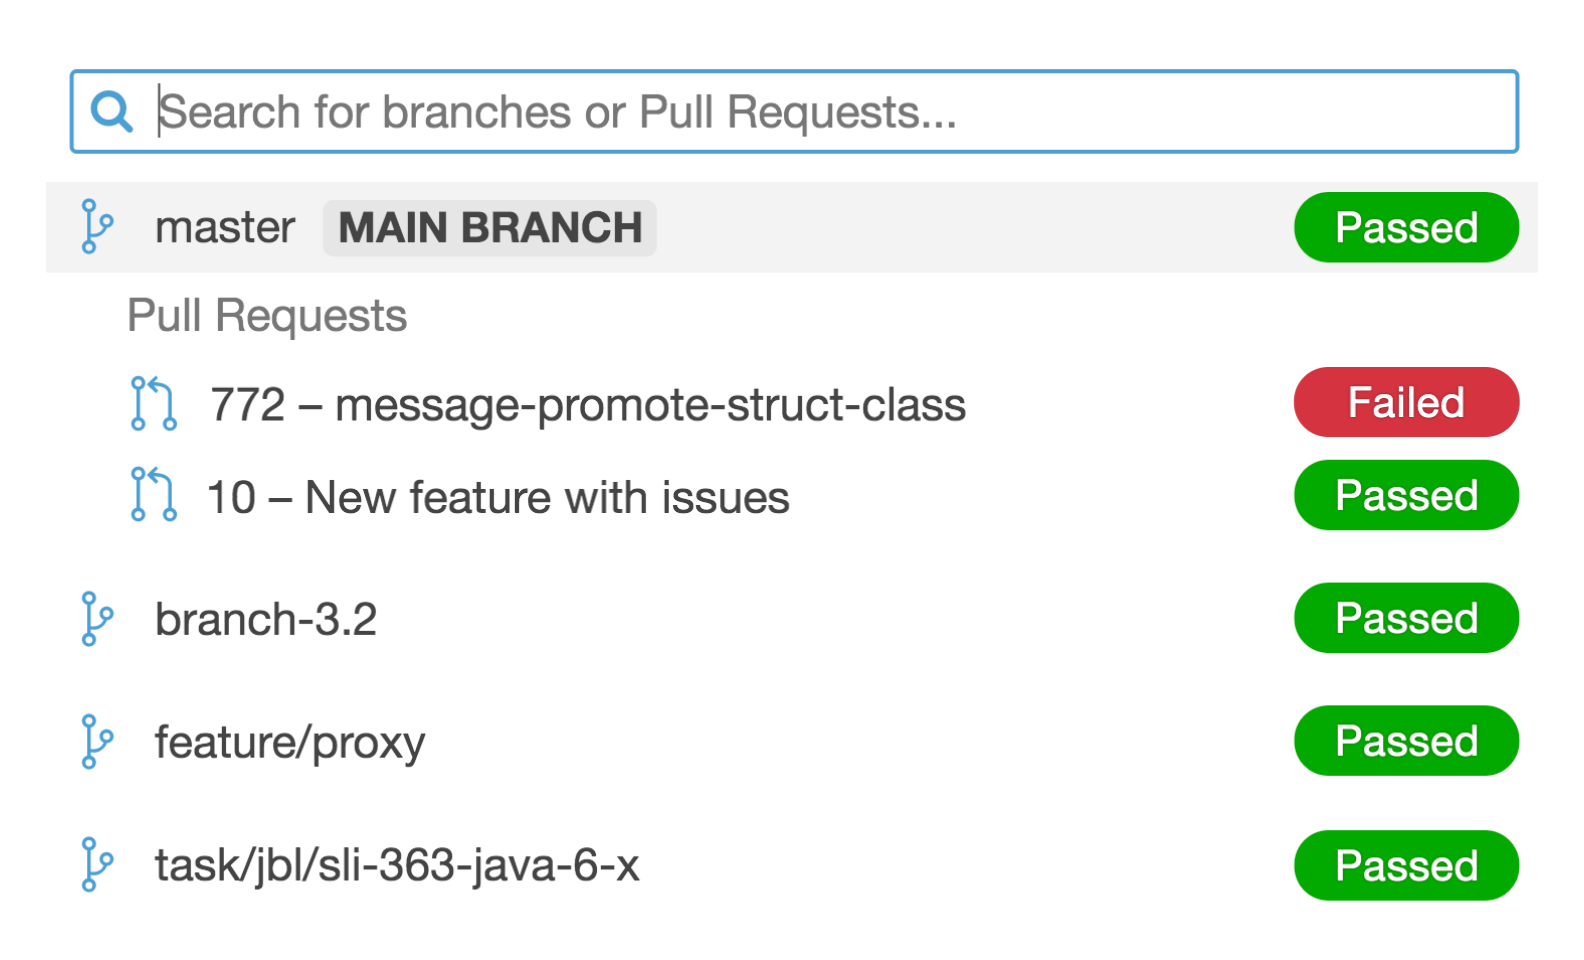 Search for branches or Pull Requests...
master MAIN BRANCH Passed
Pull Requests
772 – message-promote-struct-class Failed
10 – New feature with issues Passed
branch-3.2 Passed
feature/proxy Passed
task/jbl/sli-363-java-6-x Passed